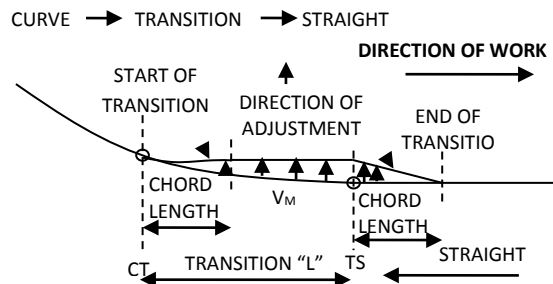 CURVE TRANSITION STRAIGHT
DIRECTION OF WORK
START OF
TRANSITION
DIRECTION OF
ADJUSTMENT
END OF
TRANSITIO
CHORD
LENGTH
VM
CHORD
LENGTH
CT
TRANSITION “L”
TS
STRAIGHT